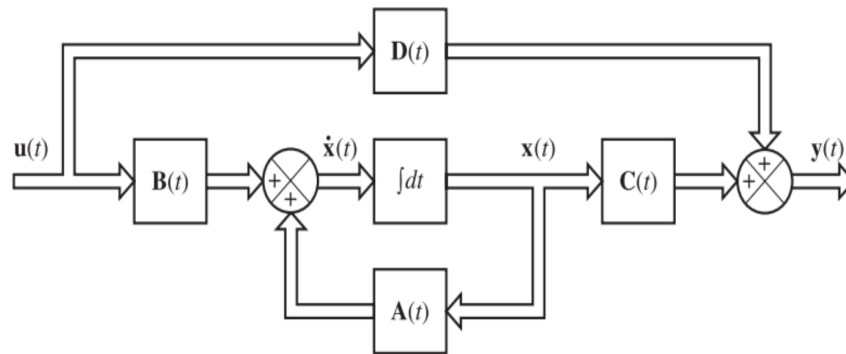 D(t)
u(t)
ẋ(t)
x(t)
y(t)
B(t)
+
+
∫dt
C(t)
+
+
A(t)